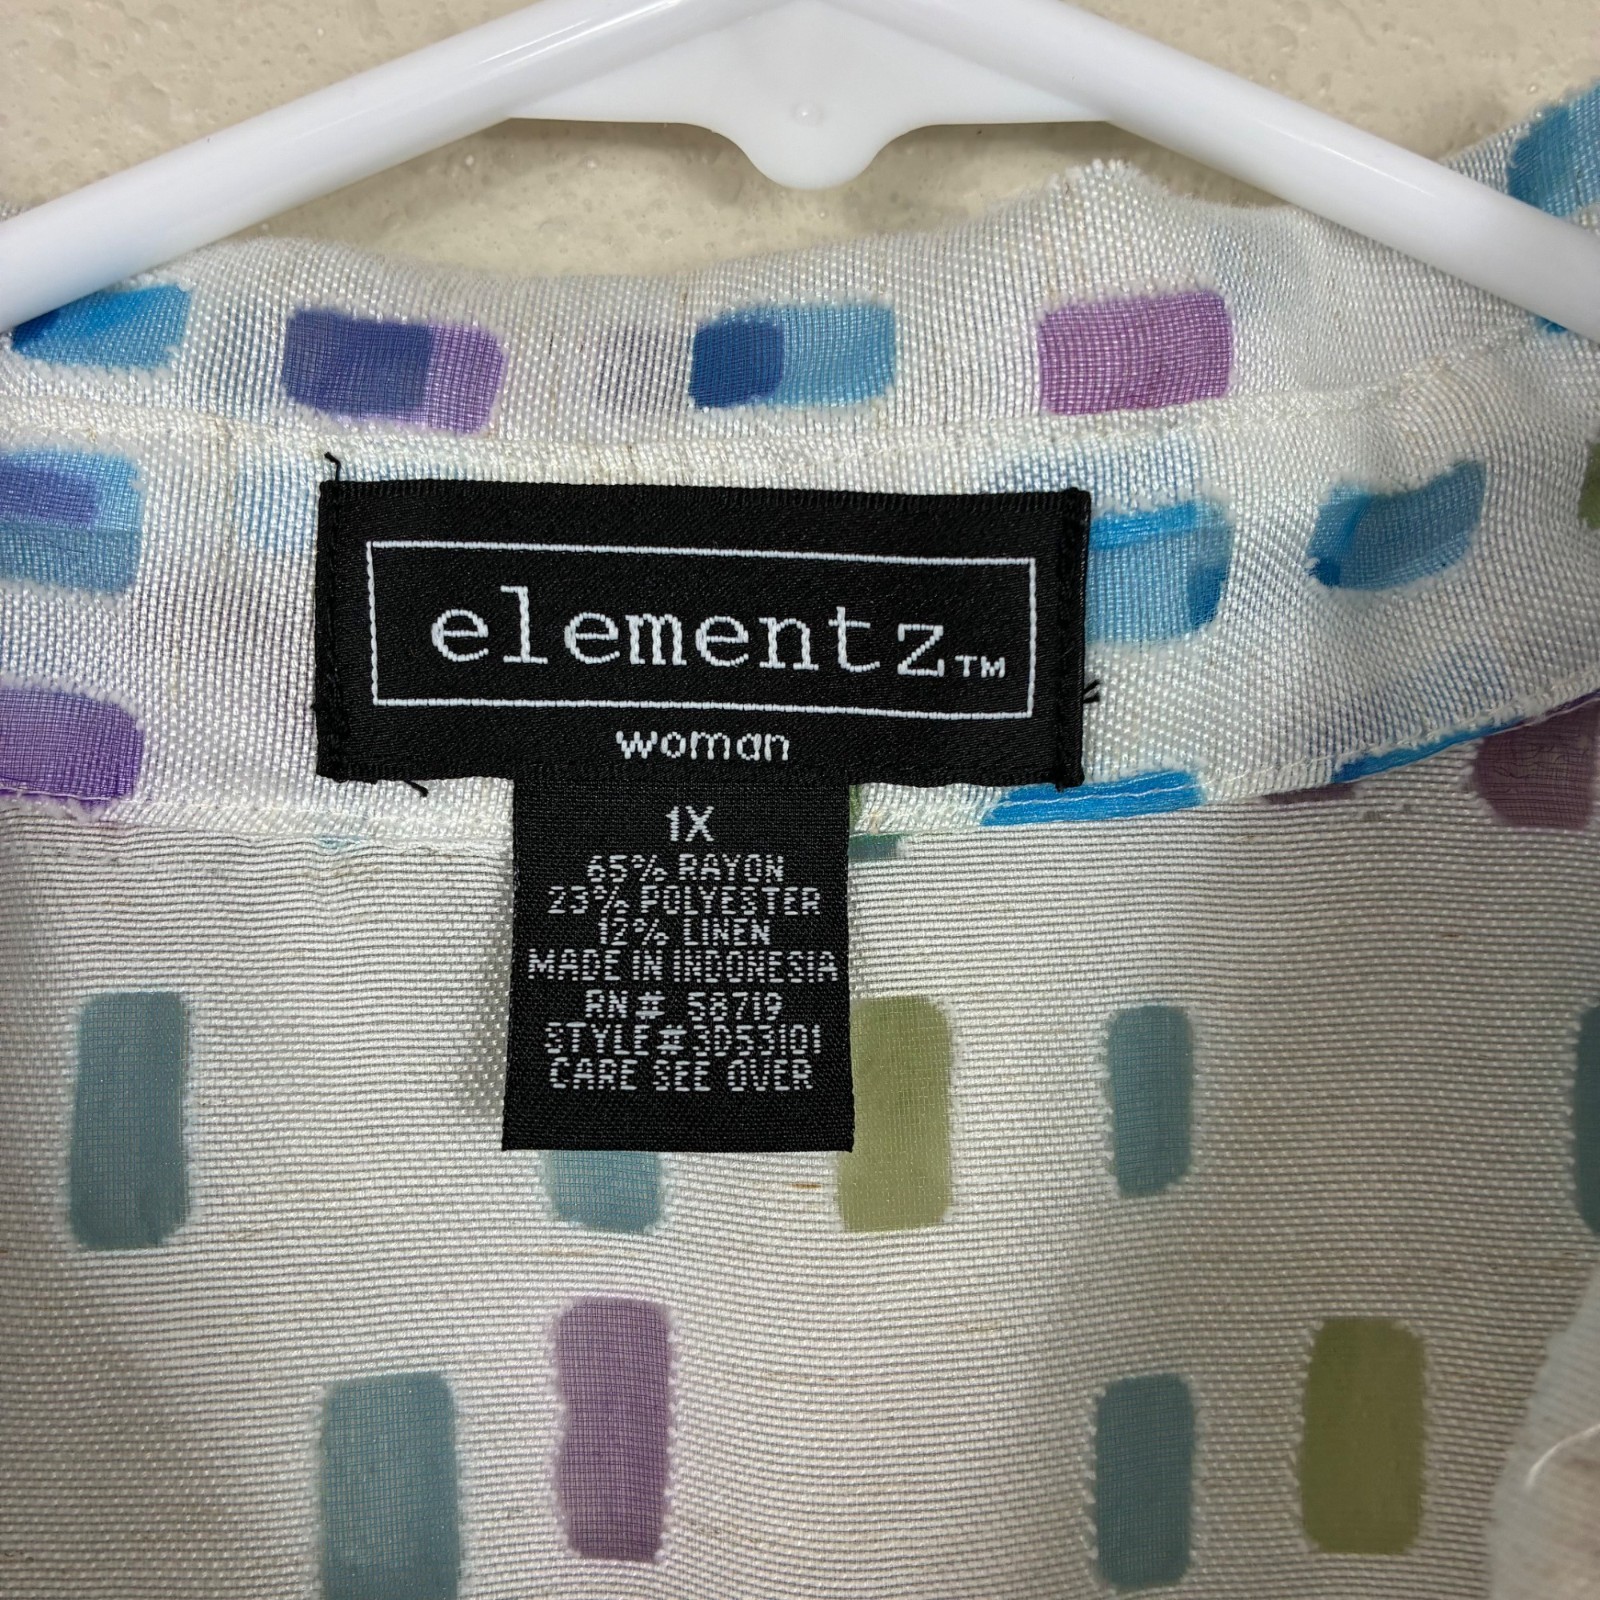 elementz™
woman
1X
65% RAYON
23% POLYESTER
12% LINEN
MADE IN INDONESIA
RN# 58719
STYLE#3D53101
CARE SEE OVER